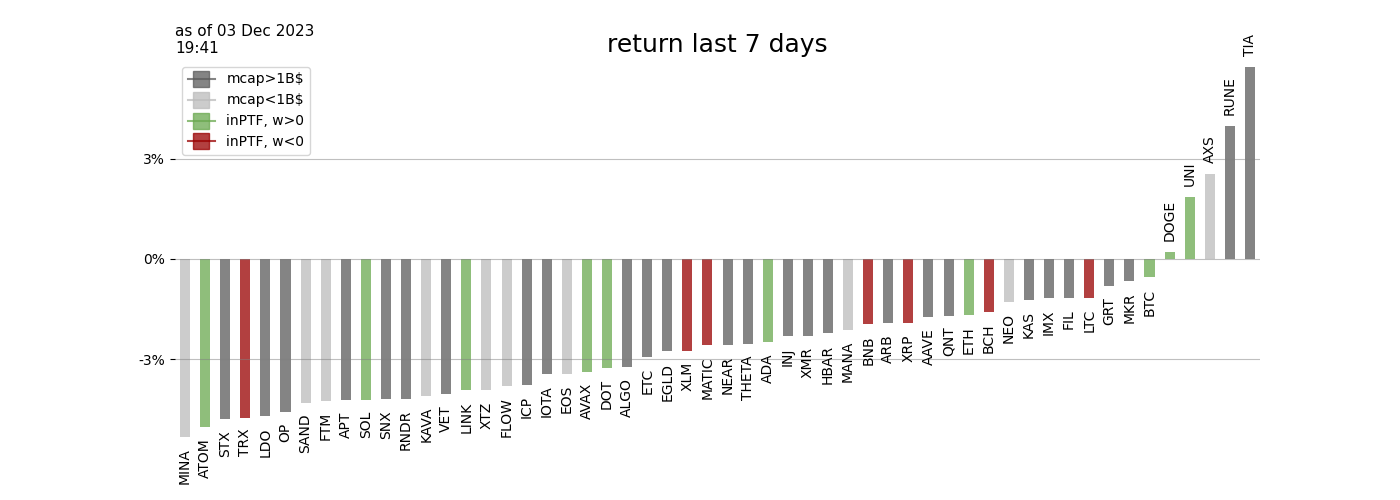 as of 03 Dec 2023
19:41
return last 7 days
mcap>1B$
mcap<1B$
inPTF, w>0
inPTF, w<0
3%
0%
-3%
MINA
ATOM
STX
TRX
LDO
OP
SAND
FTM
APT
SOL
SNX
RNDR
KAVA
VET
LINK
XTZ
FLOW
ICP
IOTA
EOS
AVAX
DOT
ALGO
ETC
EGLD
XLM
MATIC
NEAR
THETA
ADA
INJ
XMR
HBAR
MANA
BNB
ARB
XRP
AAVE
QNT
ETH
BCH
NEO
KAS
IMX
FIL
LTC
GRT
MKR
BTC
DOGE
UNI
AXS
RUNE
TIA